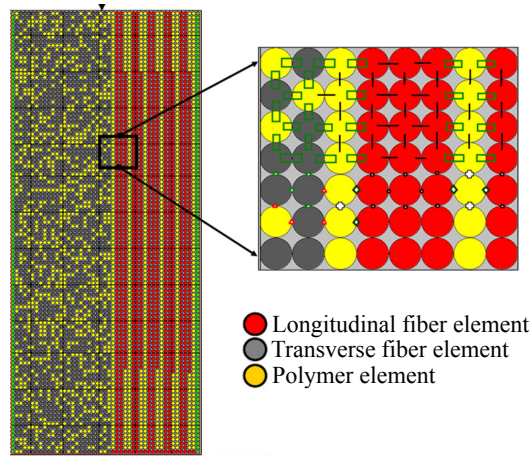 Longitudinal fiber element
Transverse fiber element
Polymer element